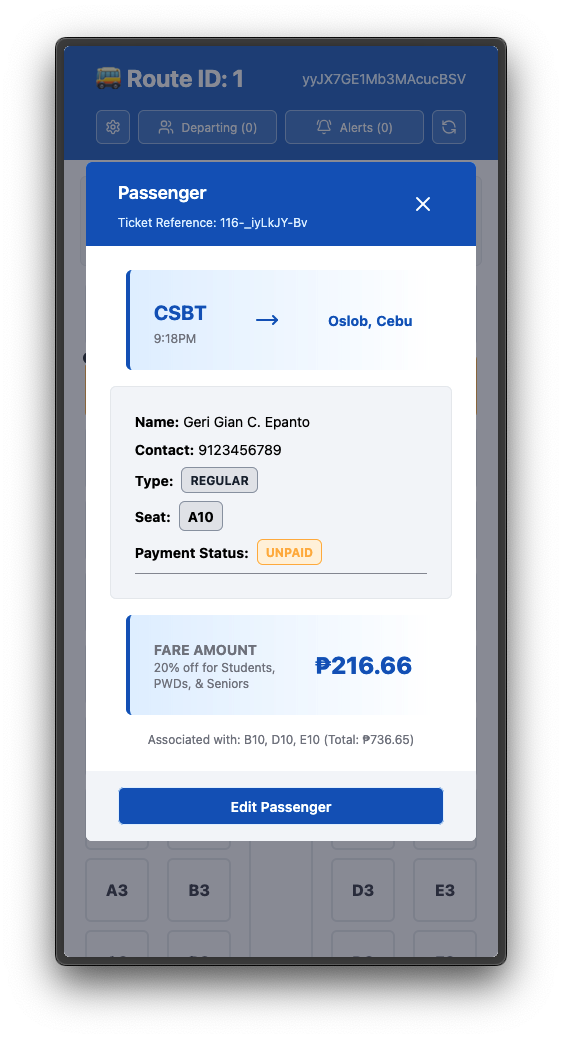 Route ID: 1
yyJX7GE1Mb3MAcucBSV
Departing (0)
Alerts (0)
Passenger
Ticket Reference: 116-_iyLkJY-Bv
CSBT
9:18PM
Oslob, Cebu
Name: Geri Gian C. Epanto
Contact: 9123456789
Type: REGULAR
Seat: A10
Payment Status: UNPAID
FARE AMOUNT
20% off for Students,
PWDs, & Seniors
₱216.66
Associated with: B10, D10, E10 (Total: ₱736.65)
Edit Passenger
A3
B3
D3
E3